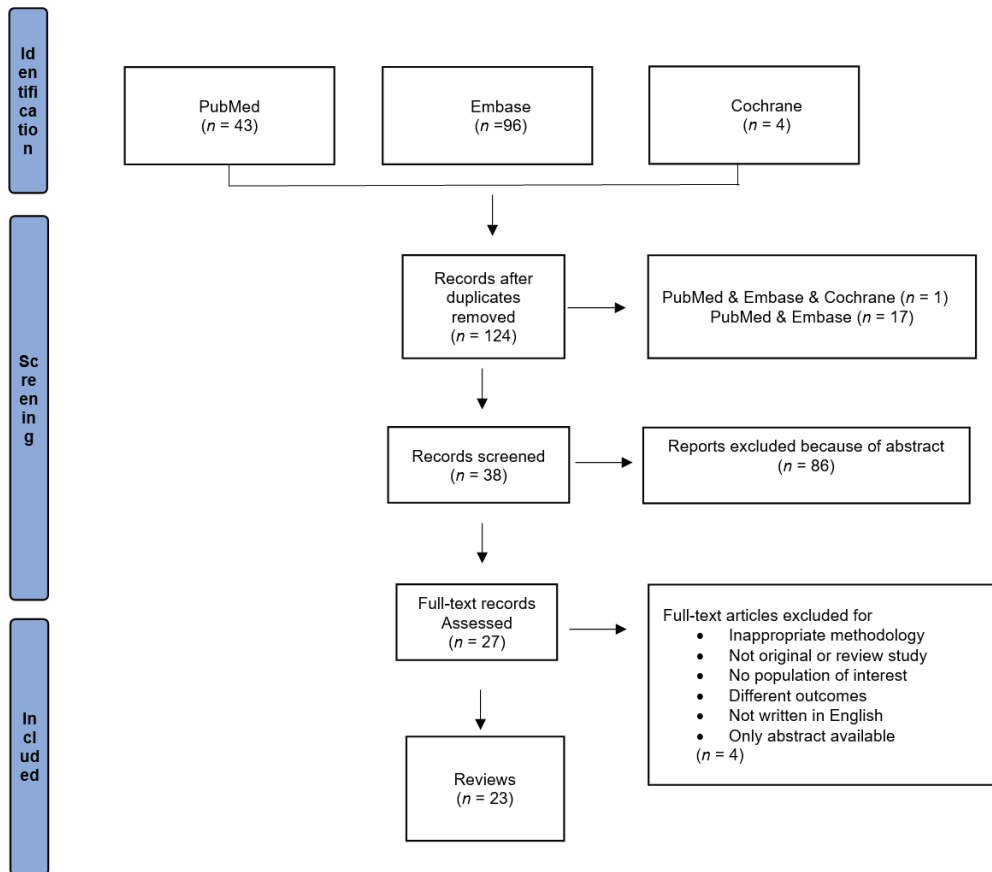 Id
en
tifi
ca
tio
n
PubMed
(n = 43)
Embase
(n =96)
Cochrane
(n = 4)
Sc
re
en
in
g
Records after
duplicates
removed
(n = 124)
PubMed & Embase & Cochrane (n = 1)
PubMed & Embase (n = 17)
Records screened
(n = 38)
Reports excluded because of abstract
(n = 86)
Full-text records
Assessed
(n = 27)
Full-text articles excluded for
• Inappropriate methodology
• Not original or review study
• No population of interest
• Different outcomes
• Not written in English
• Only abstract available
(n = 4)
In
cl
ud
ed
Reviews
(n = 23)